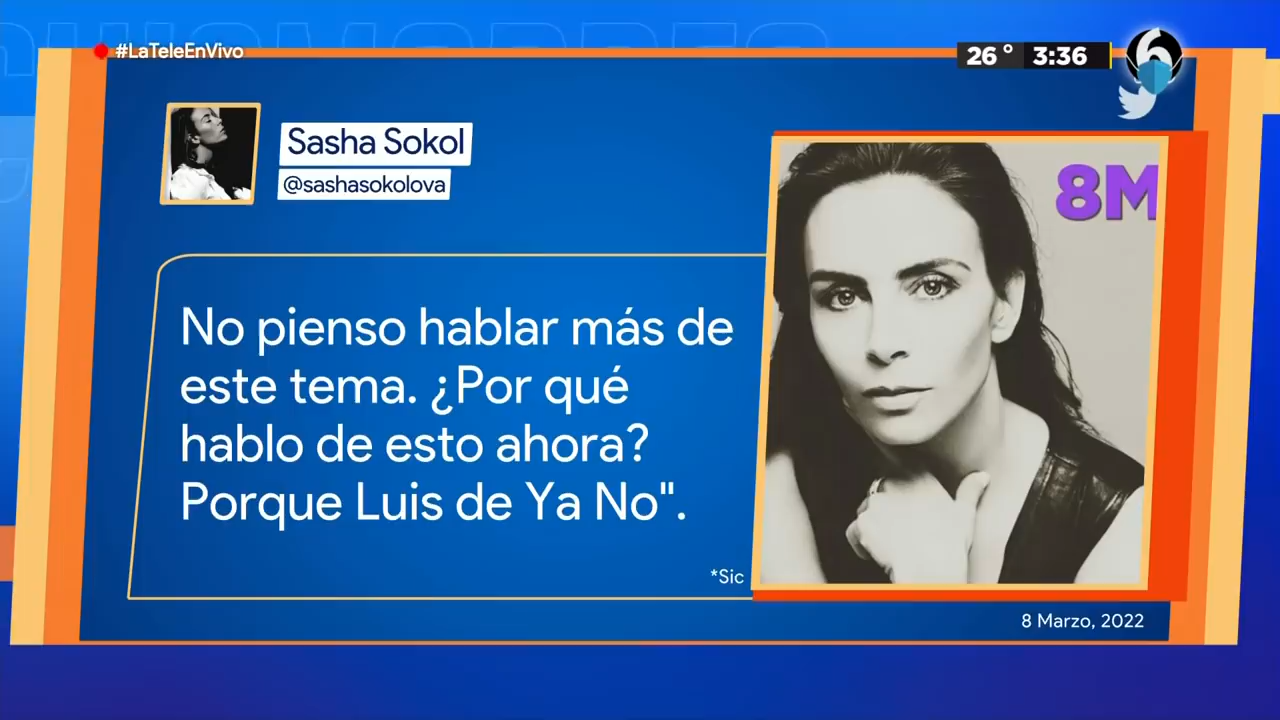 #LaTeleEnVivo
26° 3:36
6
Sasha Sokol
@sashasokolova
8M
No pienso hablar más de
este tema. ¿Por qué
hablo de esto ahora?
Porque Luis de Ya No".
*Sic
8 Marzo, 2022